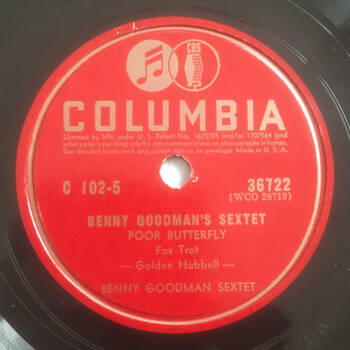 CBS
COLUMBIA
Licensed by Mfr. under U. S. Patent Nos. 1625705 and/or 1702564 (and
other patents pending) only for non-commercial use on phonographs in homes.
See detailed trade mark and patent notices on envelope. Made in U. S. A.
C 102-5 36722
(WCO 26719)
BENNY GOODMAN'S SEXTET
POOR BUTTERFLY
Fox Trot
— Golden Hubbell —
BENNY GOODMAN SEXTET